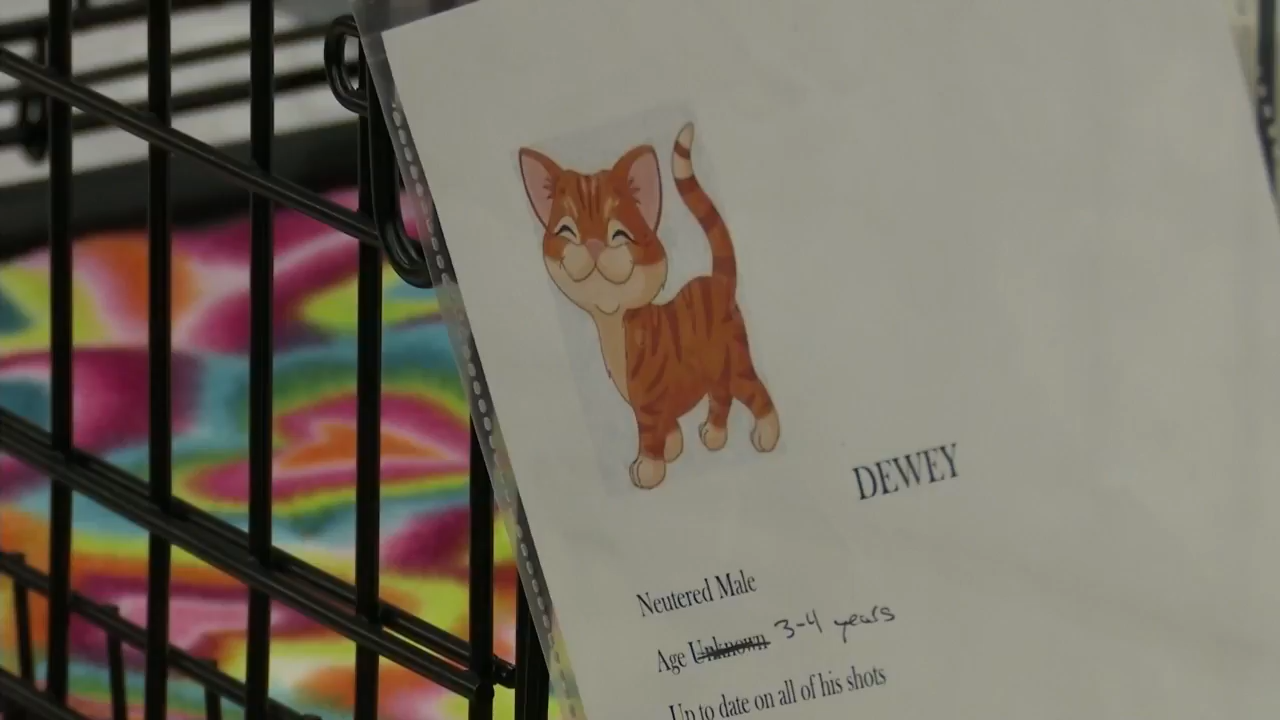 DEWEY
Neutered Male
Age Unknown 3-4 years
Up to date on all of his shots